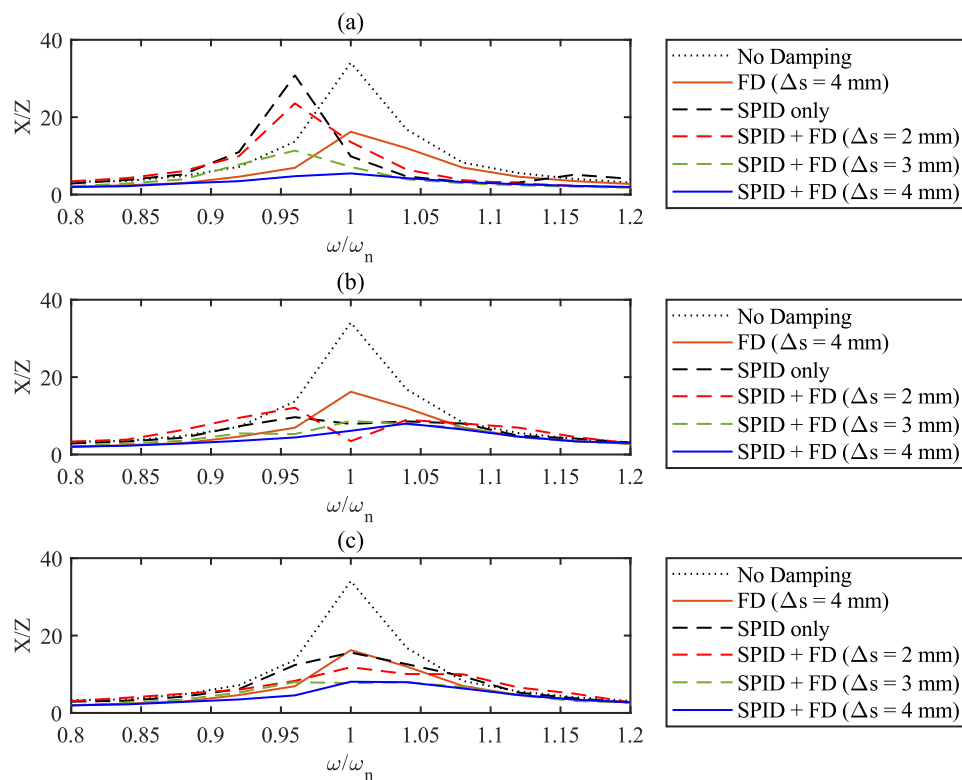 (a)
40
20
0
X/Z
0.8 0.85 0.9 0.95 1 1.05 1.1 1.15 1.2
ω/ωn
No Damping
FD (Δs = 4 mm)
SPID only
SPID + FD (Δs = 2 mm)
SPID + FD (Δs = 3 mm)
SPID + FD (Δs = 4 mm)
(b)
40
20
0
X/Z
0.8 0.85 0.9 0.95 1 1.05 1.1 1.15 1.2
ω/ωn
No Damping
FD (Δs = 4 mm)
SPID only
SPID + FD (Δs = 2 mm)
SPID + FD (Δs = 3 mm)
SPID + FD (Δs = 4 mm)
(c)
40
20
0
X/Z
0.8 0.85 0.9 0.95 1 1.05 1.1 1.15 1.2
ω/ωn
No Damping
FD (Δs = 4 mm)
SPID only
SPID + FD (Δs = 2 mm)
SPID + FD (Δs = 3 mm)
SPID + FD (Δs = 4 mm)